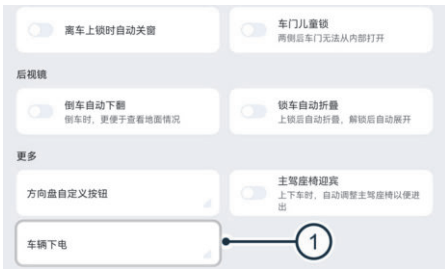 离车上锁时自动关窗
车门儿童锁
两侧后车门无法从内部打开
后视镜
倒车自动下翻
倒车时，更便于查看地面情况
锁车自动折叠
上锁后自动折叠，解锁后自动展开
更多
方向盘自定义按钮
主驾座椅迎宾
上下车时，自动调整主驾座椅以便进
出
车辆下电
1